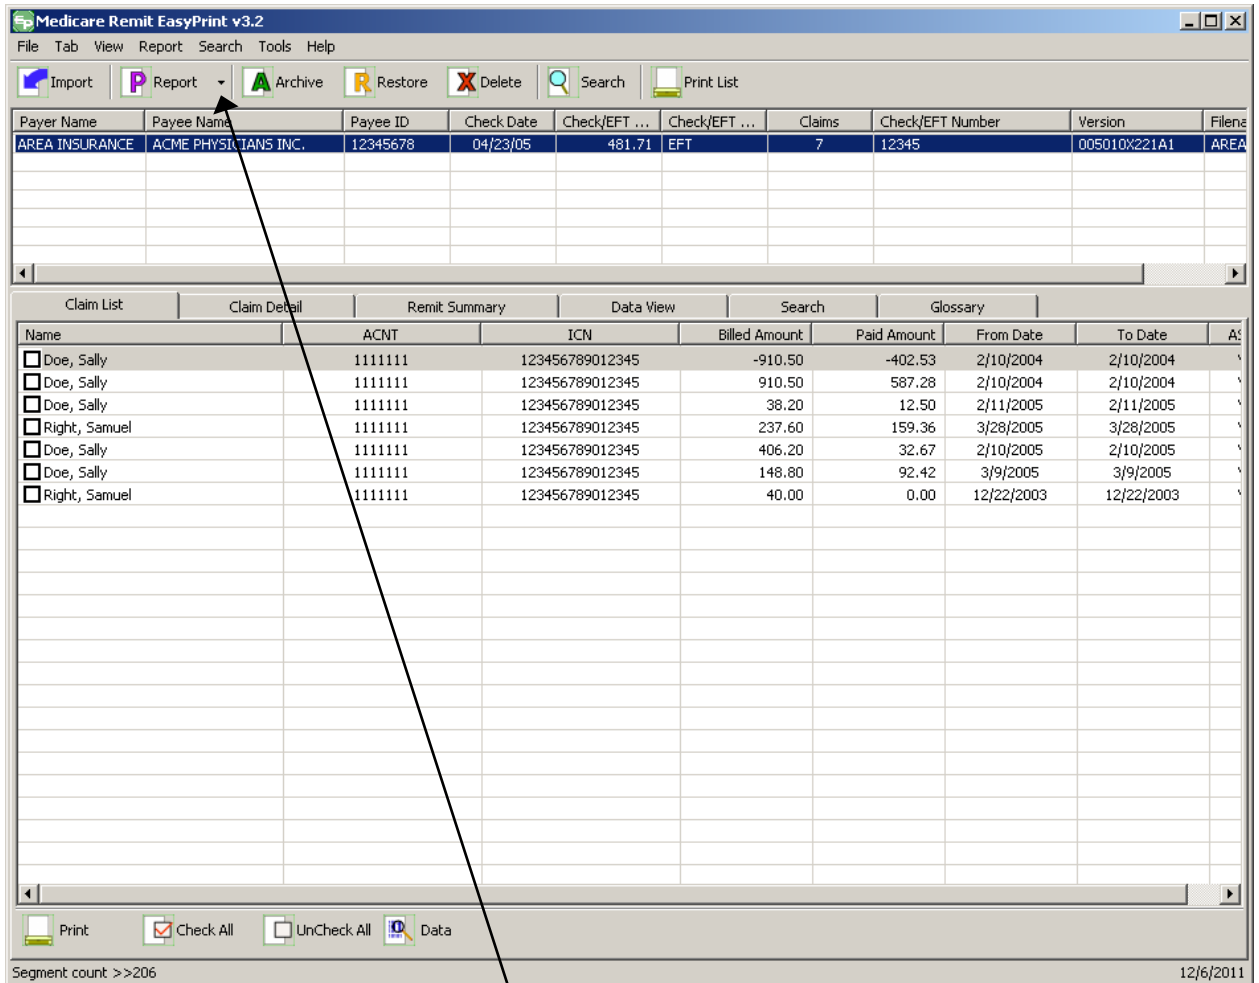 Medicare Remit EasyPrint v3.2
File Tab View Report Search Tools Help
Import P Report A Archive R Restore X Delete Search Print List
Payer Name Payee Name Payee ID Check Date Check/EFT ... Check/EFT ... Claims Check/EFT Number Version Filena
AREA INSURANCE ACME PHYSICIANS INC. 12345678 04/23/05 481.71 EFT 7 12345 005010X221A1 AREA
Claim List Claim Detail Remit Summary Data View Search Glossary
Name ACNT ICN Billed Amount Paid Amount From Date To Date AS
Doe, Sally 1111111 123456789012345 -910.50 -402.53 2/10/2004 2/10/2004
Doe, Sally 1111111 123456789012345 910.50 587.28 2/10/2004 2/10/2004
Doe, Sally 1111111 123456789012345 38.20 12.50 2/11/2005 2/11/2005
Right, Samuel 1111111 123456789012345 237.60 159.36 3/28/2005 3/28/2005
Doe, Sally 1111111 123456789012345 406.20 32.67 2/10/2005 2/10/2005
Doe, Sally 1111111 123456789012345 148.80 92.42 3/9/2005 3/9/2005
Right, Samuel 1111111 123456789012345 40.00 0.00 12/22/2003 12/22/2003
Print Check All UnCheck All Data
Segment count >>206 12/6/2011